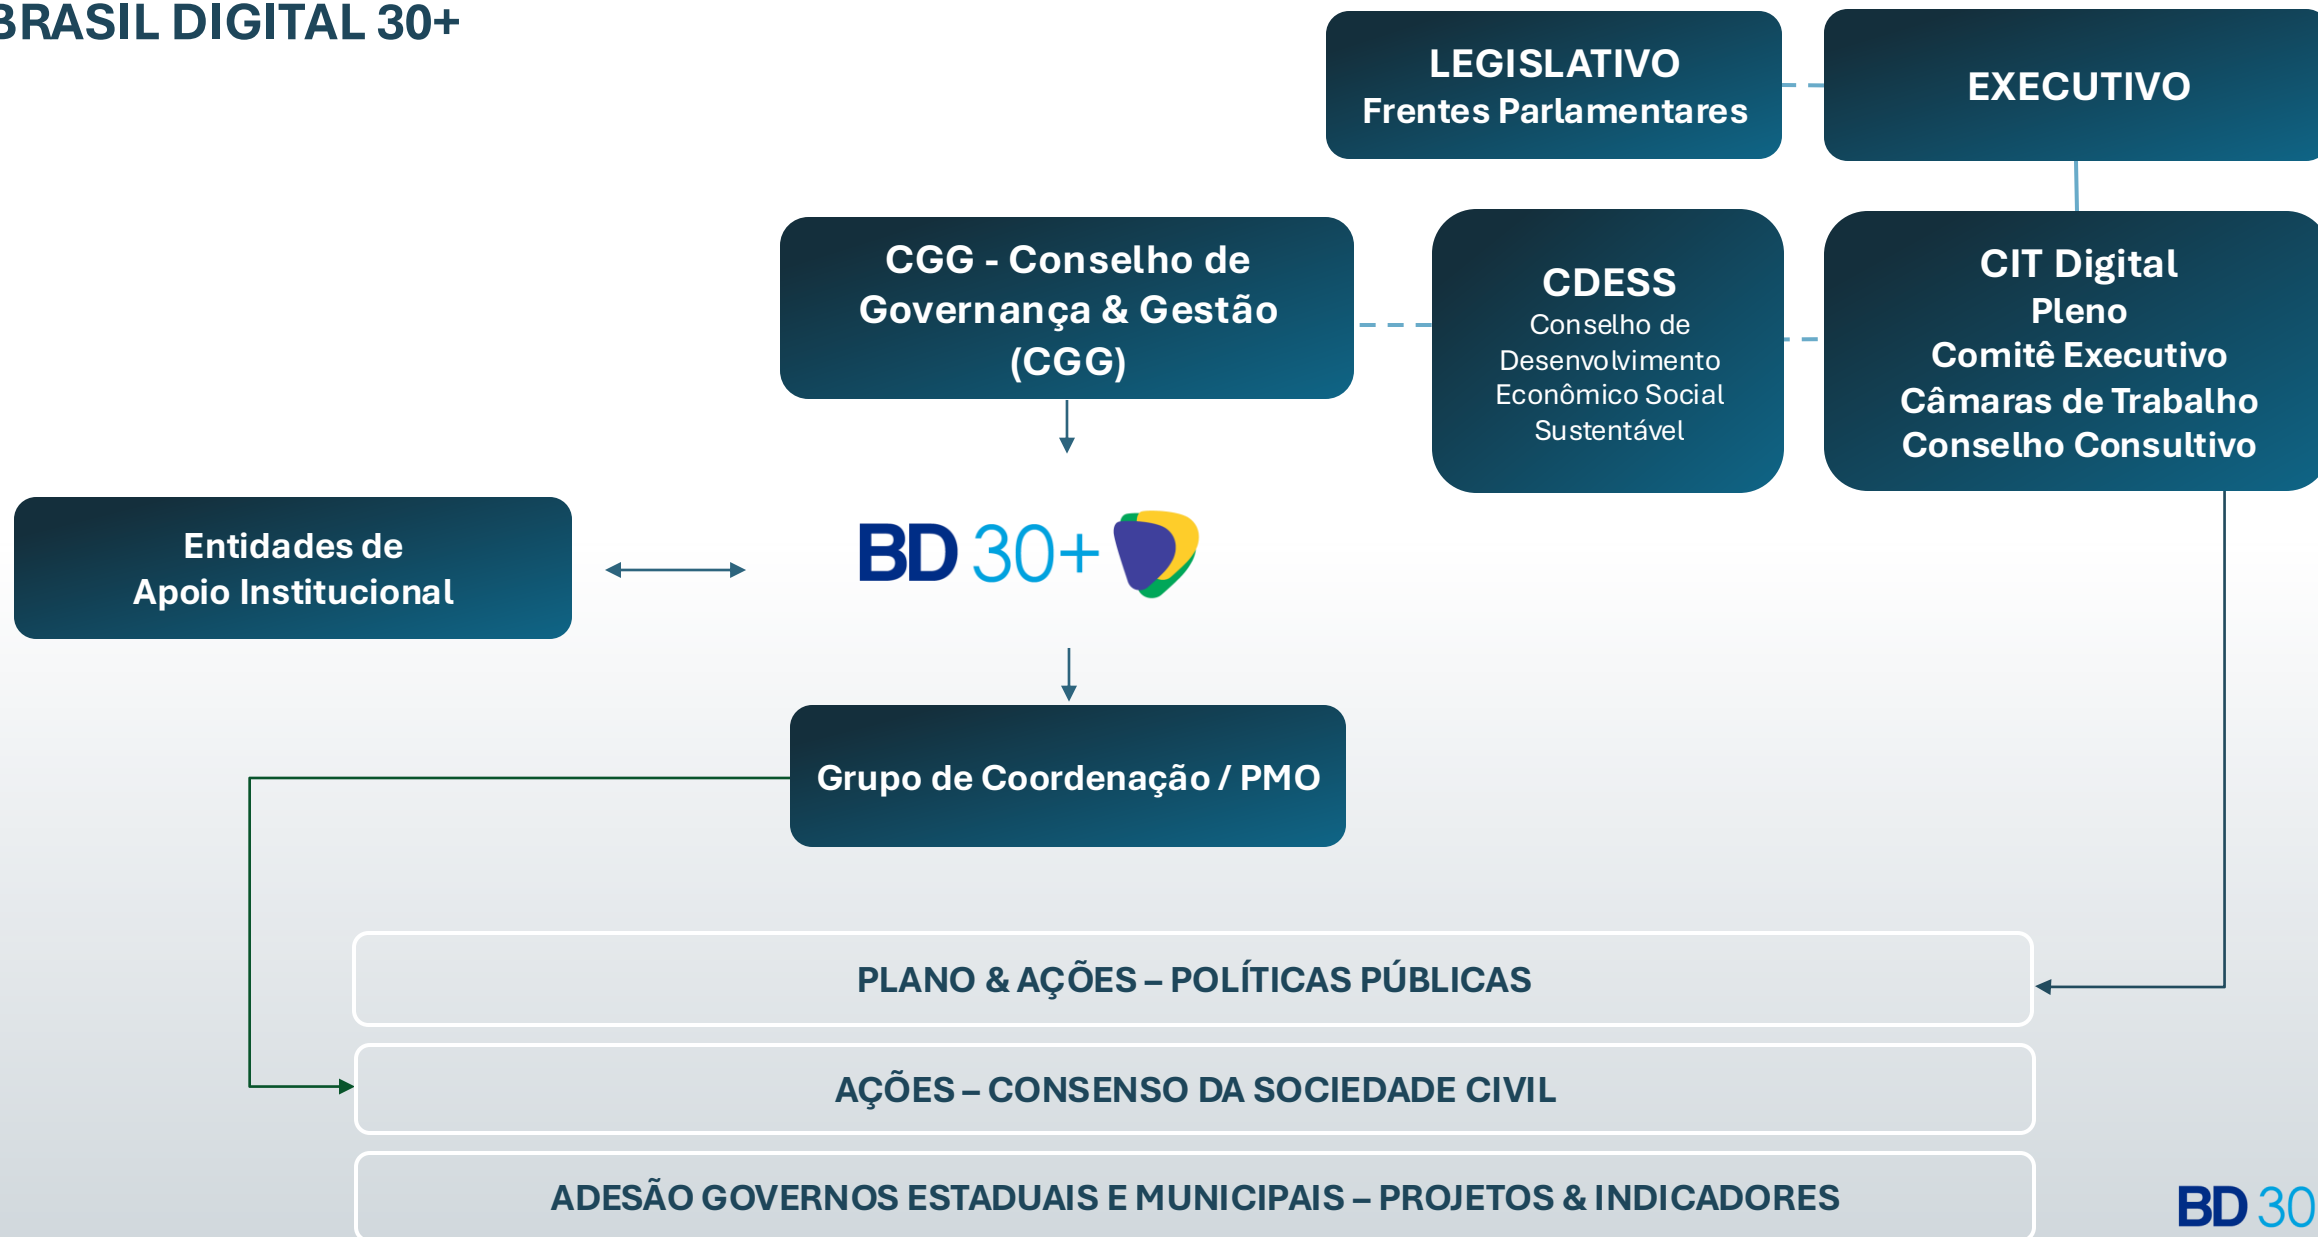 BRASIL DIGITAL 30+
LEGISLATIVO
Frentes Parlamentares
EXECUTIVO
CGG - Conselho de
Governança & Gestão
(CGG)
CDESS
Conselho de
Desenvolvimento
Econômico Social
Sustentável
CIT Digital
Pleno
Comitê Executivo
Câmaras de Trabalho
Conselho Consultivo
Entidades de
Apoio Institucional
BD 30+
Grupo de Coordenação / PMO
PLANO & AÇÕES – POLÍTICAS PÚBLICAS
AÇÕES – CONSENSO DA SOCIEDADE CIVIL
ADESÃO GOVERNOS ESTADUAIS E MUNICIPAIS – PROJETOS & INDICADORES
BD 30